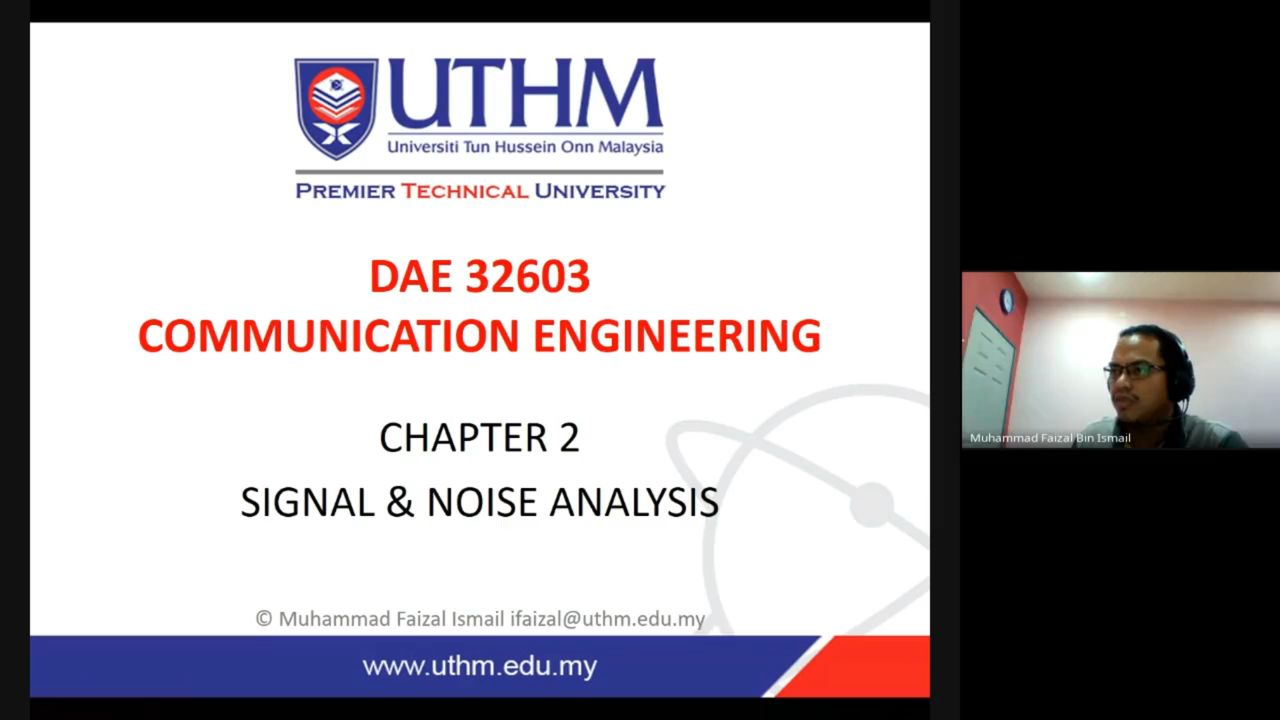 UTHM
Universiti Tun Hussein Onn Malaysia
PREMIER TECHNICAL UNIVERSITY
DAE 32603
COMMUNICATION ENGINEERING
CHAPTER 2
SIGNAL & NOISE ANALYSIS
© Muhammad Faizal Ismail ifaizal@uthm.edu.my
www.uthm.edu.my
Muhammad Faizal Bin Ismail